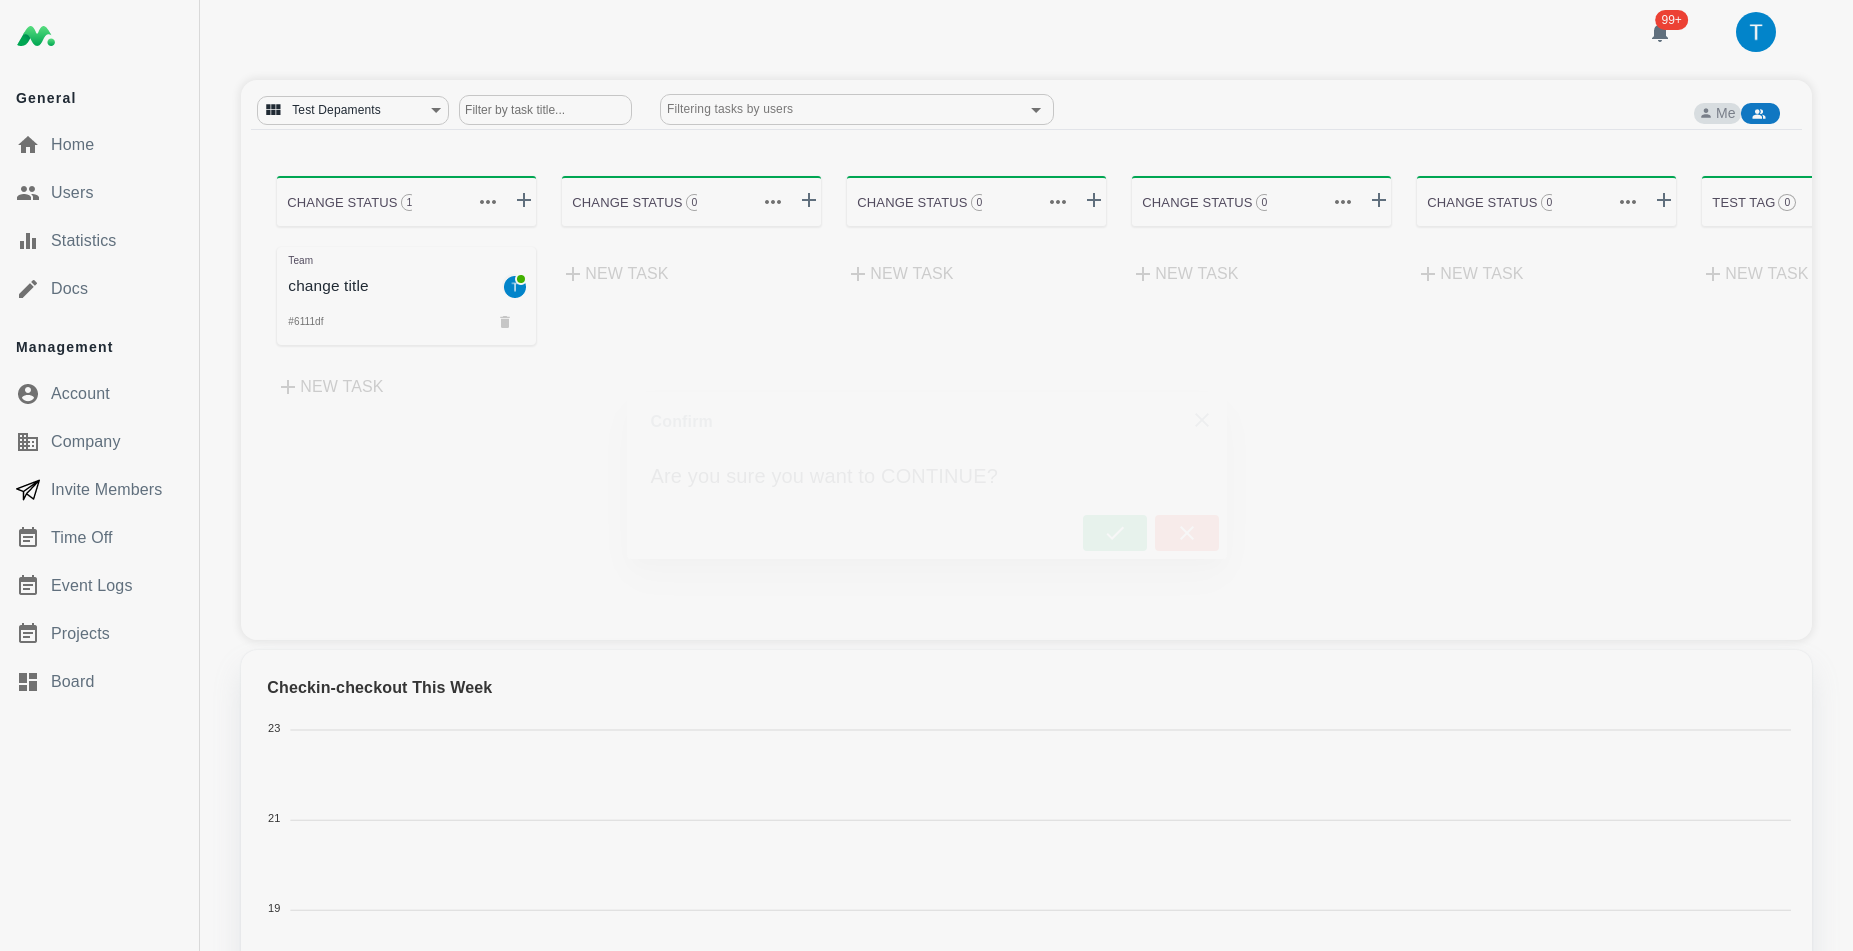 99+
T
General
Home
Users
Statistics
Docs
Management
Account
Company
Invite Members
Time Off
Event Logs
Projects
Board
Test Depaments
Filter by task title...
Filtering tasks by users
Me
CHANGE STATUS 1
CHANGE STATUS 0
CHANGE STATUS 0
CHANGE STATUS 0
CHANGE STATUS 0
TEST TAG 0
Team
change title
T
#6111df
NEW TASK
NEW TASK
NEW TASK
NEW TASK
NEW TASK
NEW TASK
Confirm
Are you sure you want to CONTINUE?
Checkin-checkout This Week
23
21
19